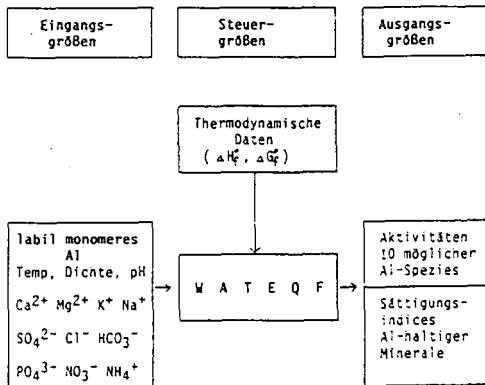 Eingangs-
größen
Steuer-
größen
Ausgangs-
größen
Thermodynamische
Daten
( ΔH°f , ΔG°f )
labil monomeres
Al
Temp, Dichte, pH
Ca²⁺ Mg²⁺ K⁺ Na⁺
SO₄²⁻ Cl⁻ HCO₃⁻
PO₄³⁻ NO₃⁻ NH₄⁺
W A T E Q F
Aktivitäten
10 möglicher
Al-Spezies
Sättigungs-
indices
Al-haltiger
Minerale